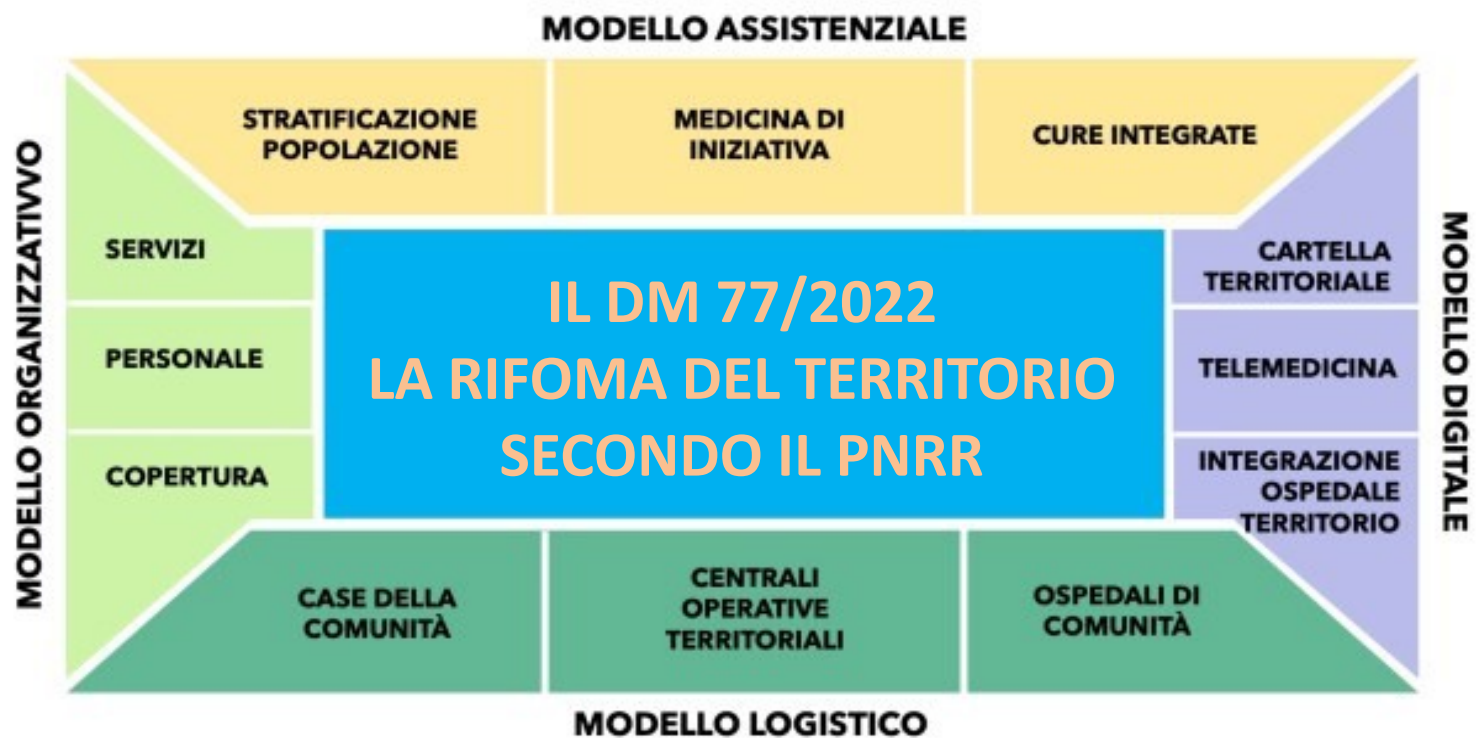 MODELLO ASSISTENZIALE
STRATIFICAZIONE
POPOLAZIONE
MEDICINA DI
INIZIATIVA
CURE INTEGRATE
MODELLO ORGANIZZATIVVO
SERVIZI
PERSONALE
COPERTURA
IL DM 77/2022
LA RIFOMA DEL TERRITORIO
SECONDO IL PNRR
CARTELLA
TERRITORIALE
TELEMEDICINA
INTEGRAZIONE
OSPEDALE
TERRITORIO
MODELLO DIGITALE
CASE DELLA
COMUNITÀ
CENTRALI
OPERATIVE
TERRITORIALI
OSPEDALI DI
COMUNITÀ
MODELLO LOGISTICO